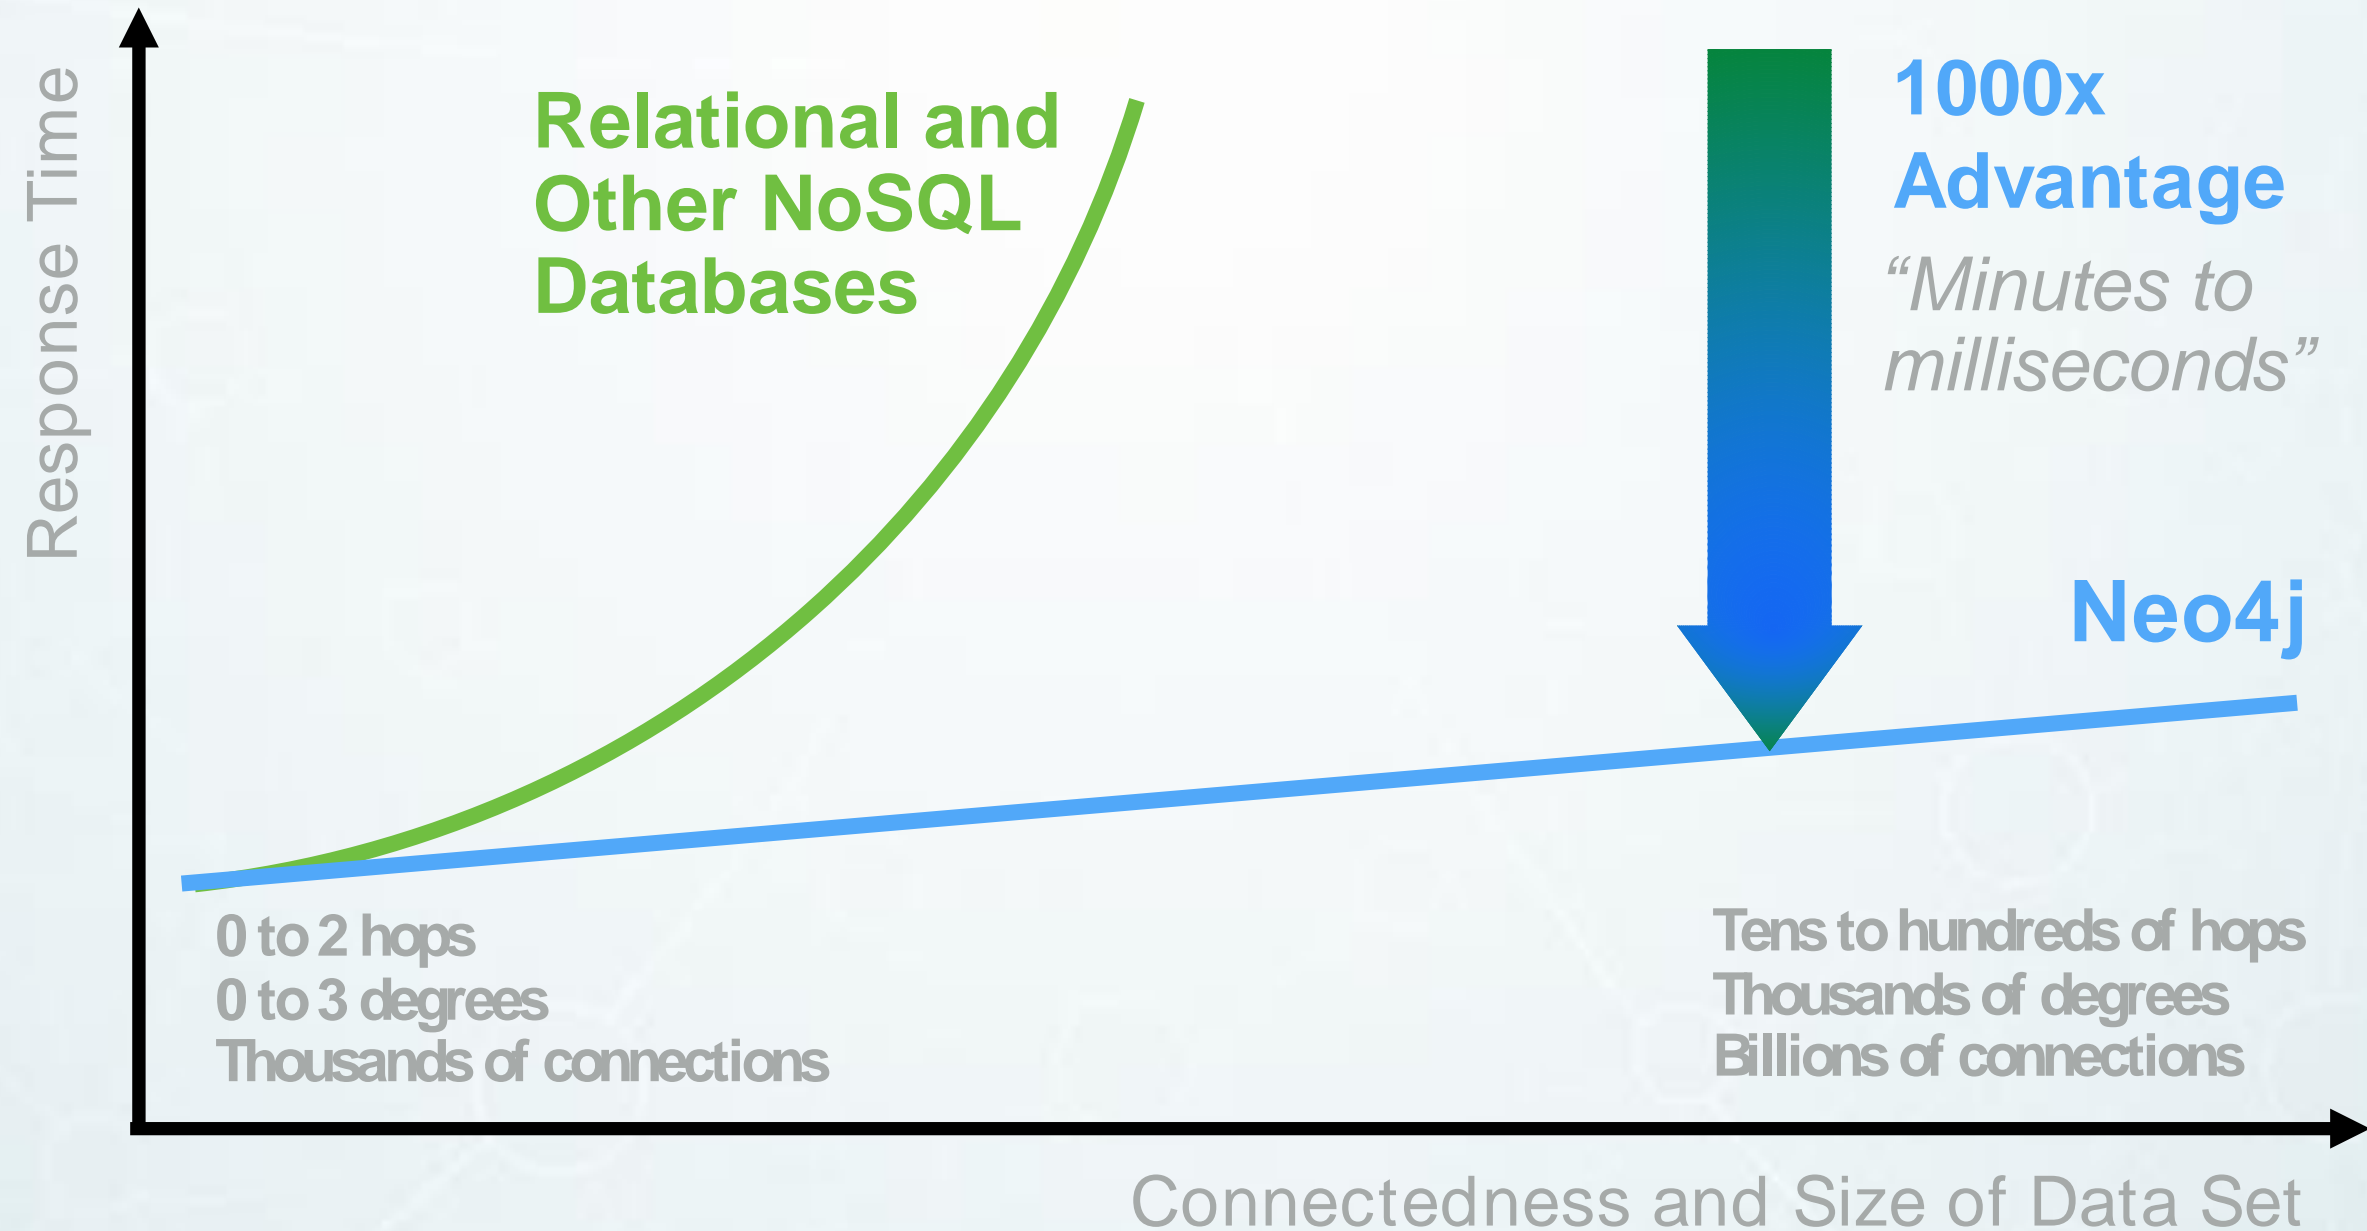 Response Time
Relational and
Other NoSQL
Databases
1000x
Advantage
“Minutes to
milliseconds”
Neo4j
0 to 2 hops
0 to 3 degrees
Thousands of connections
Tens to hundreds of hops
Thousands of degrees
Billions of connections
Connectedness and Size of Data Set